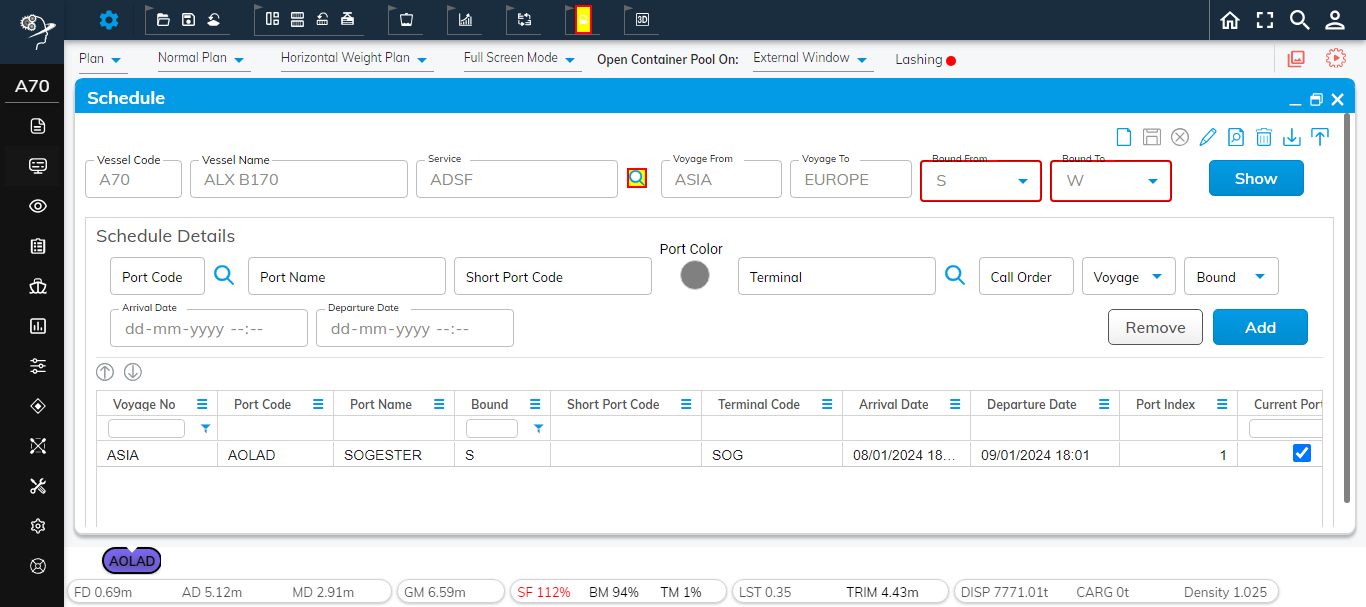 3D
A70
Plan Normal Plan Horizontal Weight Plan Full Screen Mode Open Container Pool On: External Window Lashing
Schedule
Vessel Code Vessel Name Service Voyage From Voyage To Bound From Bound To
A70 ALX B170 ADSF ASIA EUROPE S W Show
Schedule Details
Port Color
Port Code Port Name Short Port Code Terminal Call Order Voyage Bound
Arrival Date Departure Date
dd-mm-yyyy --:-- dd-mm-yyyy --:-- Remove Add
Voyage No Port Code Port Name Bound Short Port Code Terminal Code Arrival Date Departure Date Port Index Current Port
ASIA AOLAD SOGESTER S SOG 08/01/2024 18... 09/01/2024 18:01 1
AOLAD
FD 0.69m AD 5.12m MD 2.91m GM 6.59m SF 112% BM 94% TM 1% LST 0.35 TRIM 4.43m DISP 7771.01t CARG 0t Density 1.025